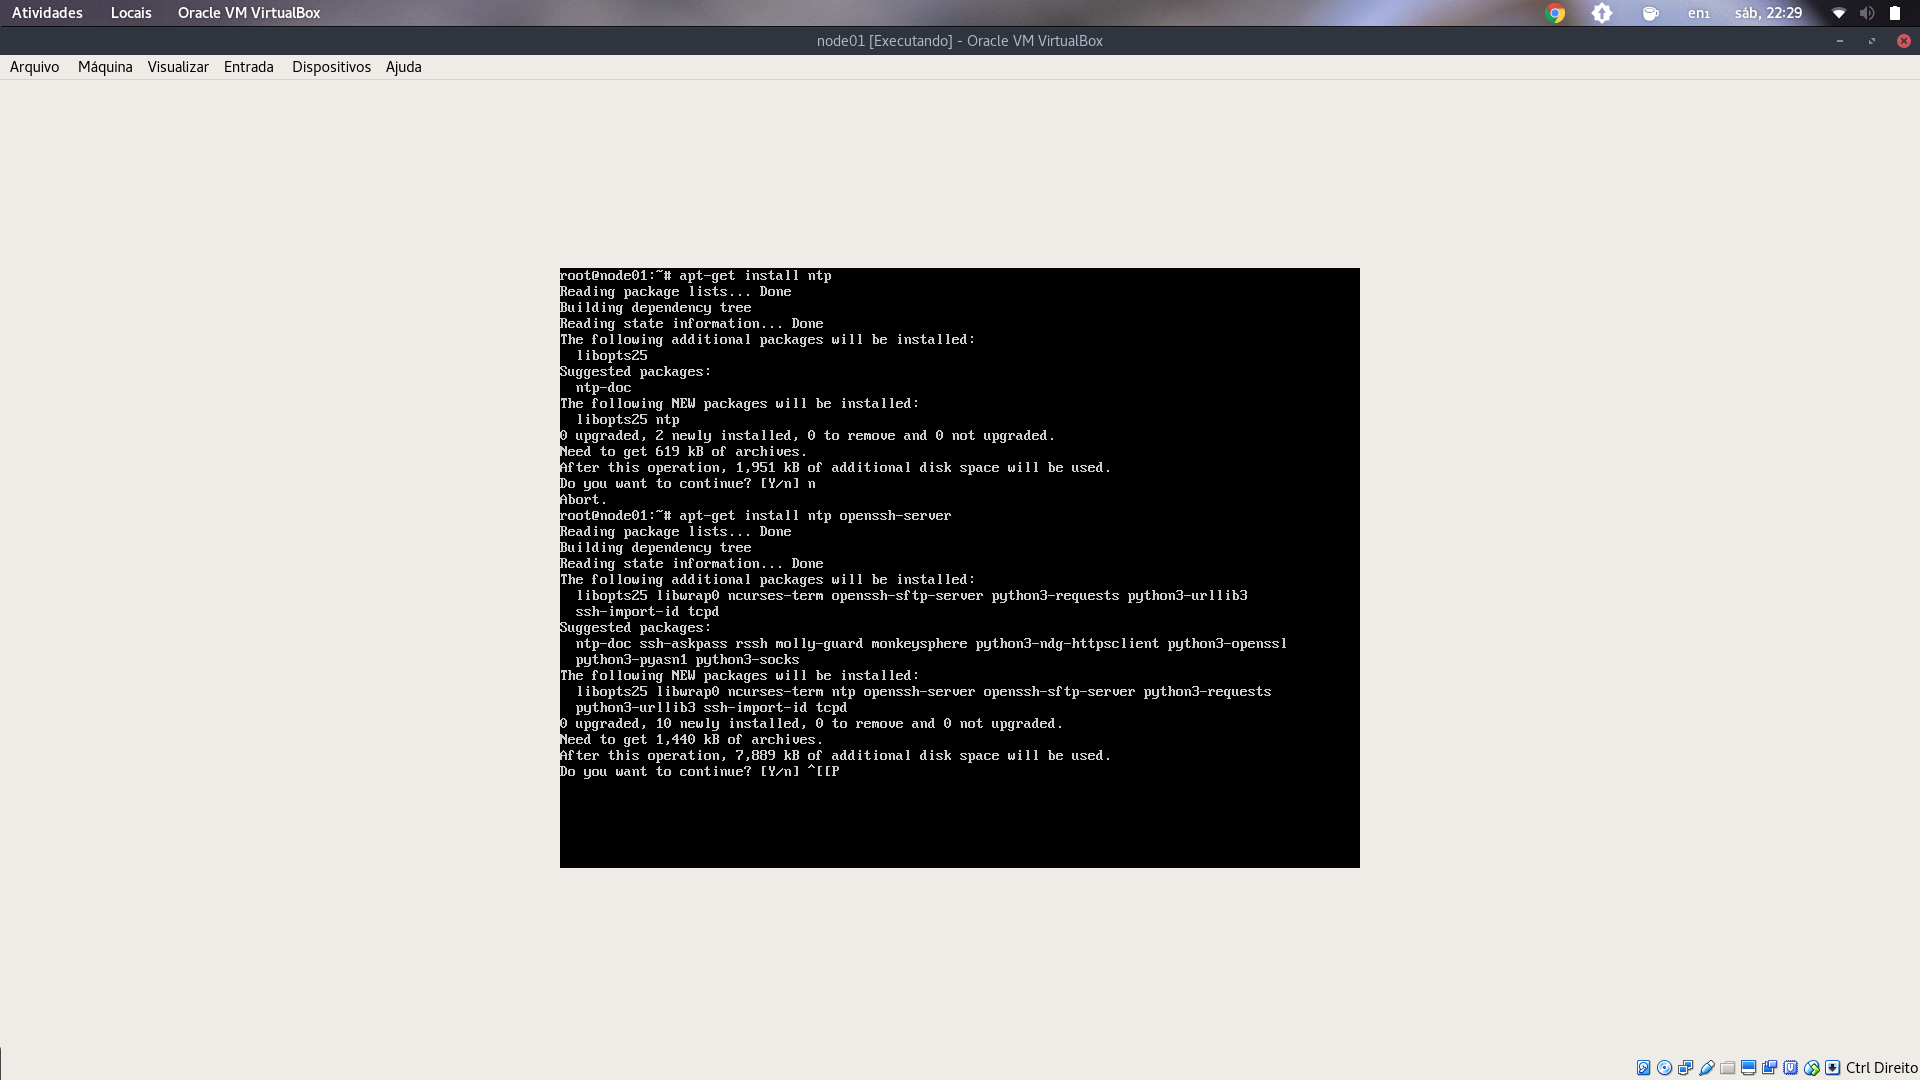 Atividades Locais Oracle VM VirtualBox en₁ sáb, 22:29
node01 [Executando] - Oracle VM VirtualBox
Arquivo Máquina Visualizar Entrada Dispositivos Ajuda
root@node01:~# apt-get install ntp
Reading package lists... Done
Building dependency tree
Reading state information... Done
The following additional packages will be installed:
  libopts25
Suggested packages:
  ntp-doc
The following NEW packages will be installed:
  libopts25 ntp
0 upgraded, 2 newly installed, 0 to remove and 0 not upgraded.
Need to get 619 kB of archives.
After this operation, 1,951 kB of additional disk space will be used.
Do you want to continue? [Y/n] n
Abort.
root@node01:~# apt-get install ntp openssh-server
Reading package lists... Done
Building dependency tree
Reading state information... Done
The following additional packages will be installed:
  libopts25 libwrap0 ncurses-term openssh-sftp-server python3-requests python3-urllib3
  ssh-import-id tcpd
Suggested packages:
  ntp-doc ssh-askpass rssh molly-guard monkeysphere python3-ndg-httpsclient python3-openssl
  python3-pyasn1 python3-socks
The following NEW packages will be installed:
  libopts25 libwrap0 ncurses-term ntp openssh-server openssh-sftp-server python3-requests
  python3-urllib3 ssh-import-id tcpd
0 upgraded, 10 newly installed, 0 to remove and 0 not upgraded.
Need to get 1,440 kB of archives.
After this operation, 7,889 kB of additional disk space will be used.
Do you want to continue? [Y/n] ^[[P
Ctrl Direito